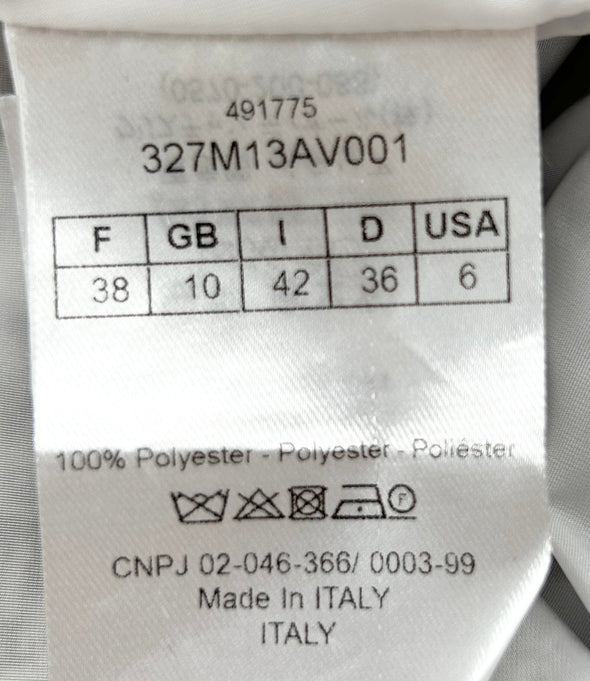 491775
327M13AV001
F GB I D USA
38 10 42 36 6
100% Polyester - Polyester - Poliéster
F
CNPJ 02-046-366/ 0003-99
Made In ITALY
ITALY